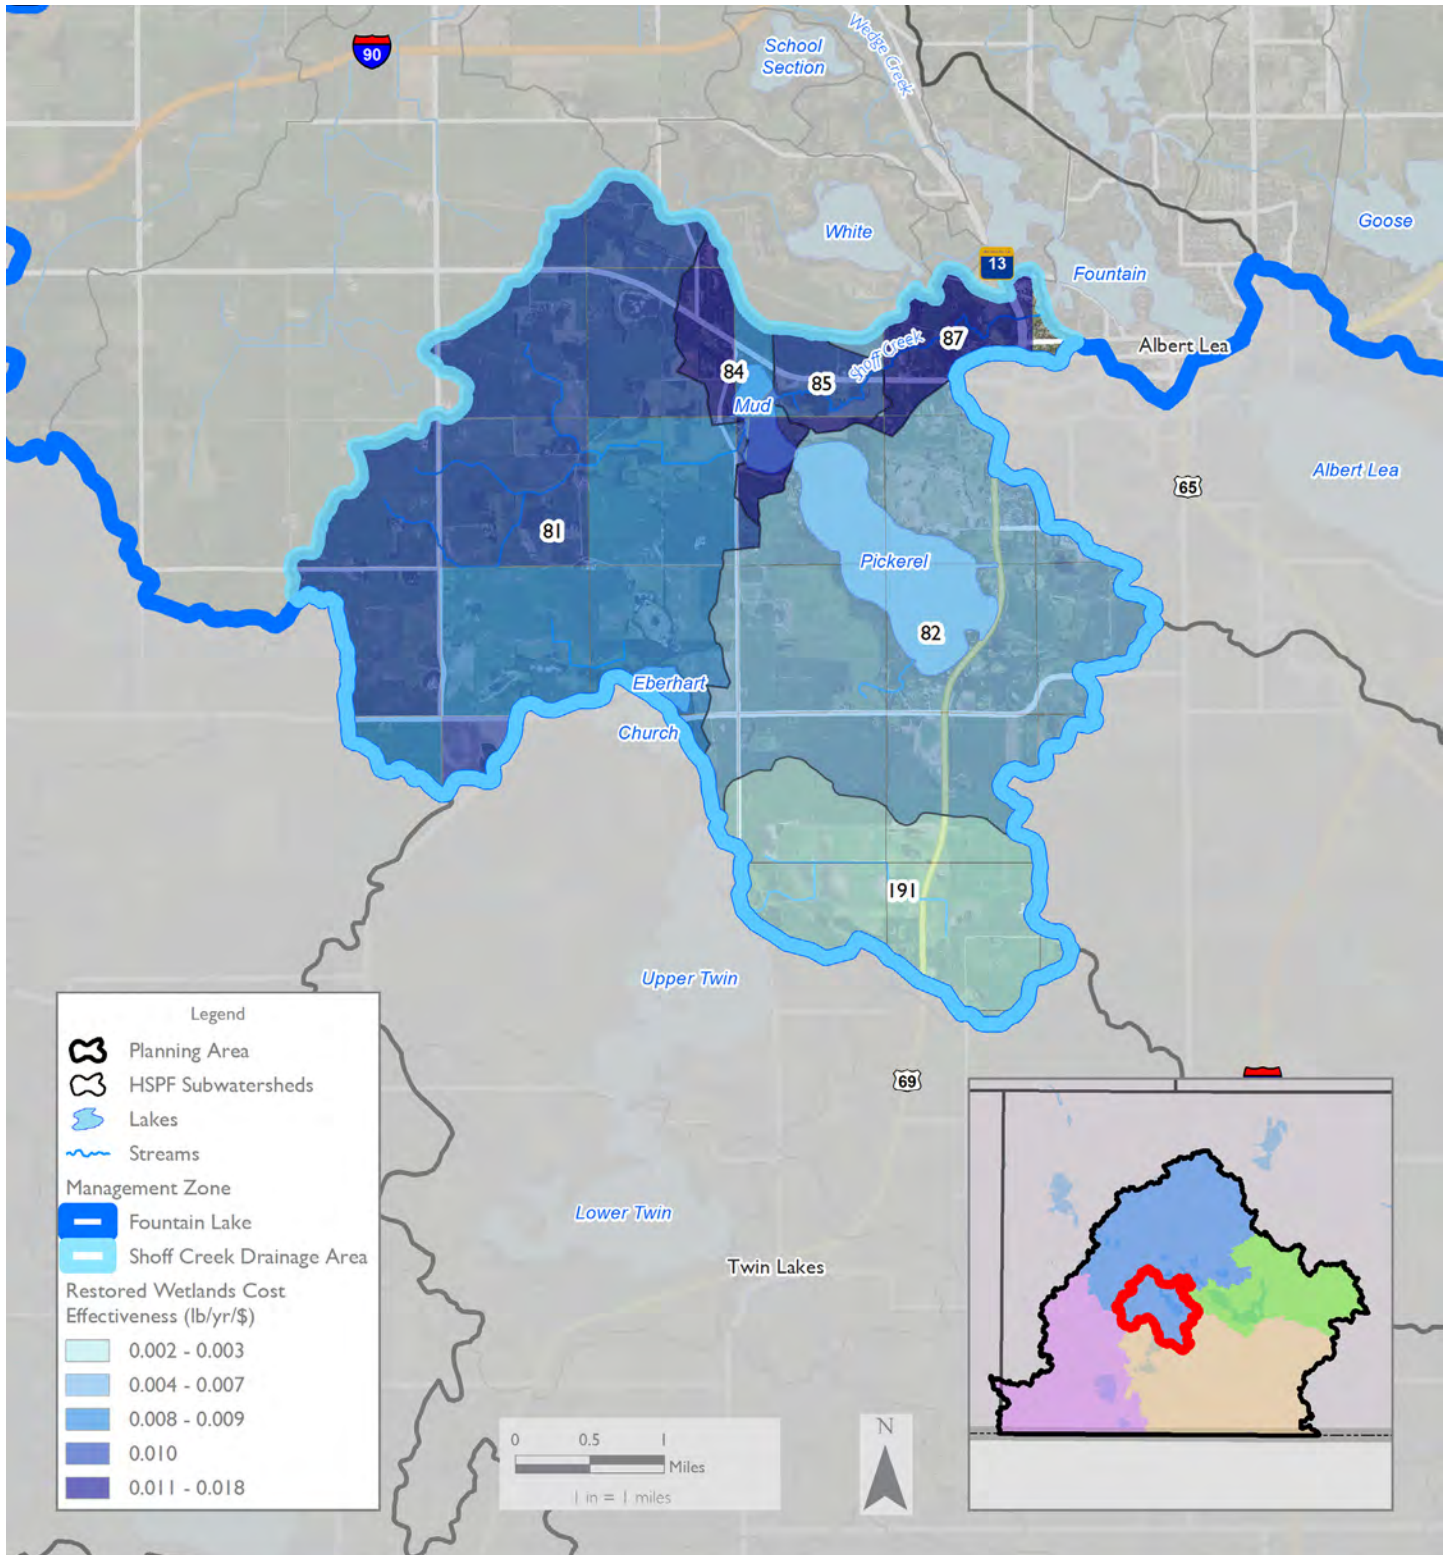 90
School
Section
Wedge Creek
White
Goose
13
Fountain
Albert Lea
Shoff Creek
87
84
85
Mud
Albert Lea
65
81
Pickerel
82
Eberhart
Church
191
Upper Twin
69
Lower Twin
Twin Lakes
Legend
Planning Area
HSPF Subwatersheds
Lakes
Streams
Management Zone
Fountain Lake
Shoff Creek Drainage Area
Restored Wetlands Cost
Effectiveness (lb/yr/$)
0.002 - 0.003
0.004 - 0.007
0.008 - 0.009
0.010
0.011 - 0.018
0 0.5 1
Miles
1 in = 1 miles
N